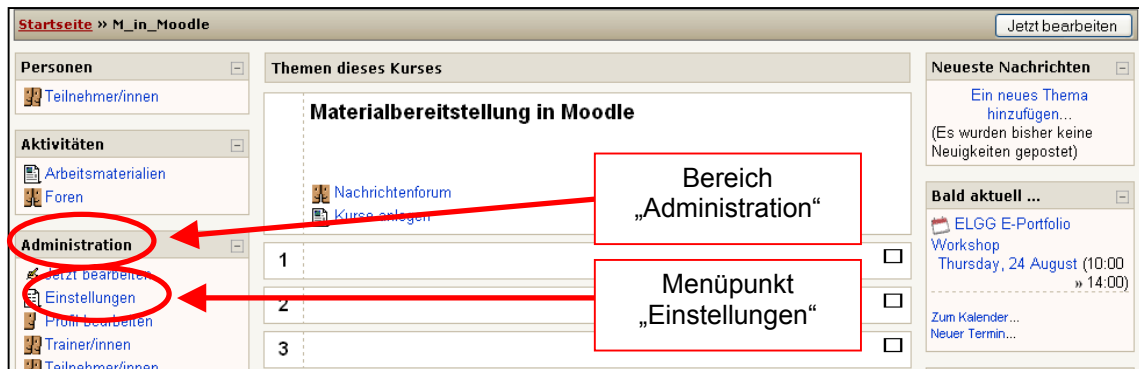 Startseite » M_in_Moodle
Jetzt bearbeiten
Personen
Teilnehmer/innen
Aktivitäten
Arbeitsmaterialien
Foren
Administration
Jetzt bearbeiten
Einstellungen
Profil bearbeiten
Trainer/innen
Teilnehmer/innen
Themen dieses Kurses
Materialbereitstellung in Moodle
Nachrichtenforum
Kurse anlegen
1
2
3
Bereich
„Administration“
Menüpunkt
„Einstellungen“
Neueste Nachrichten
Ein neues Thema
hinzufügen...
(Es wurden bisher keine
Neuigkeiten gepostet)
Bald aktuell ...
ELGG E-Portfolio
Workshop
Thursday, 24 August (10:00
» 14:00)
Zum Kalender...
Neuer Termin...